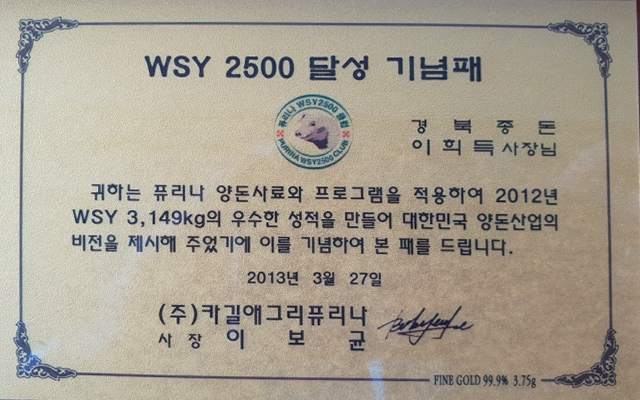 WSY 2500 달성 기념패
퓨리나 WSY2500 클럽
PURINA WSY2500 CLUB
경북종돈
이희득 사장님
귀하는 퓨리나 양돈사료와 프로그램을 적용하여 2012년
WSY 3,149kg의 우수한 성적을 만들어 대한민국 양돈산업의
비전을 제시해 주었기에 이를 기념하여 본 패를 드립니다.
2013년 3월 27일
(주)카길애그리퓨리나
사장 이보균
FINE GOLD 99.9% 3.75g